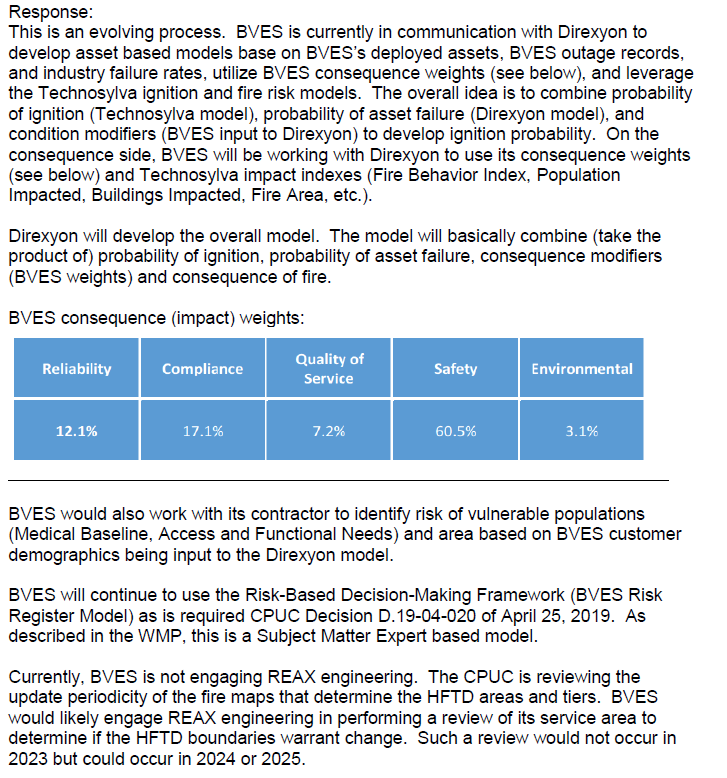 Response:
This is an evolving process.  BVES is currently in communication with Direxyon to
develop asset based models base on BVES's deployed assets, BVES outage records,
and industry failure rates, utilize BVES consequence weights (see below), and leverage
the Technosylva ignition and fire risk models.  The overall idea is to combine probability
of ignition (Technosylva model), probability of asset failure (Direxyon model), and
condition modifiers (BVES input to Direxyon) to develop ignition probability.  On the
consequence side, BVES will be working with Direxyon to use its consequence weights
(see below) and Technosylva impact indexes (Fire Behavior Index, Population
Impacted, Buildings Impacted, Fire Area, etc.).
Direxyon will develop the overall model.  The model will basically combine (take the
product of) probability of ignition, probability of asset failure, consequence modifiers
(BVES weights) and consequence of fire.
BVES consequence (impact) weights:
Reliability Compliance Quality of Service Safety Environmental
12.1% 17.1% 7.2% 60.5% 3.1%
BVES would also work with its contractor to identify risk of vulnerable populations
(Medical Baseline, Access and Functional Needs) and area based on BVES customer
demographics being input to the Direxyon model.
BVES will continue to use the Risk-Based Decision-Making Framework (BVES Risk
Register Model) as is required CPUC Decision D.19-04-020 of April 25, 2019.  As
described in the WMP, this is a Subject Matter Expert based model.
Currently, BVES is not engaging REAX engineering.  The CPUC is reviewing the
update periodicity of the fire maps that determine the HFTD areas and tiers.  BVES
would likely engage REAX engineering in performing a review of its service area to
determine if the HFTD boundaries warrant change.  Such a review would not occur in
2023 but could occur in 2024 or 2025.